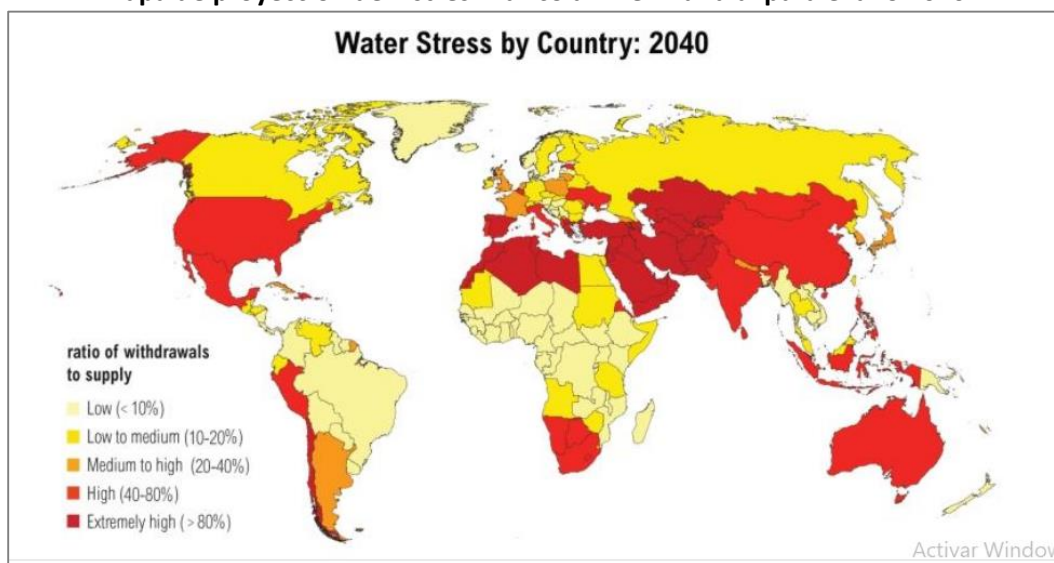 Water Stress by Country: 2040
ratio of withdrawals
to supply
Low (< 10%)
Low to medium (10-20%)
Medium to high (20-40%)
High (40-80%)
Extremely high (> 80%)
Activar Window